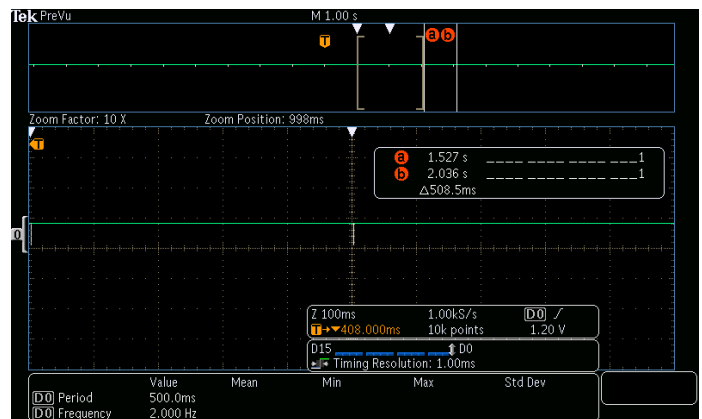 Tek PreVu M 1.00 s
T a b
Zoom Factor: 10 X Zoom Position: 998ms
T
a 1.527 s ____ ____ ____ ___1
b 2.036 s ____ ____ ____ ___1
△508.5ms
0
Z 100ms 1.00kS/s D0 /
T→▼408.000ms 10k points 1.20 V
D15 D0
Timing Resolution: 1.00ms
Value Mean Min Max Std Dev
D0 Period 500.0ms
D0 Frequency 2.000 Hz